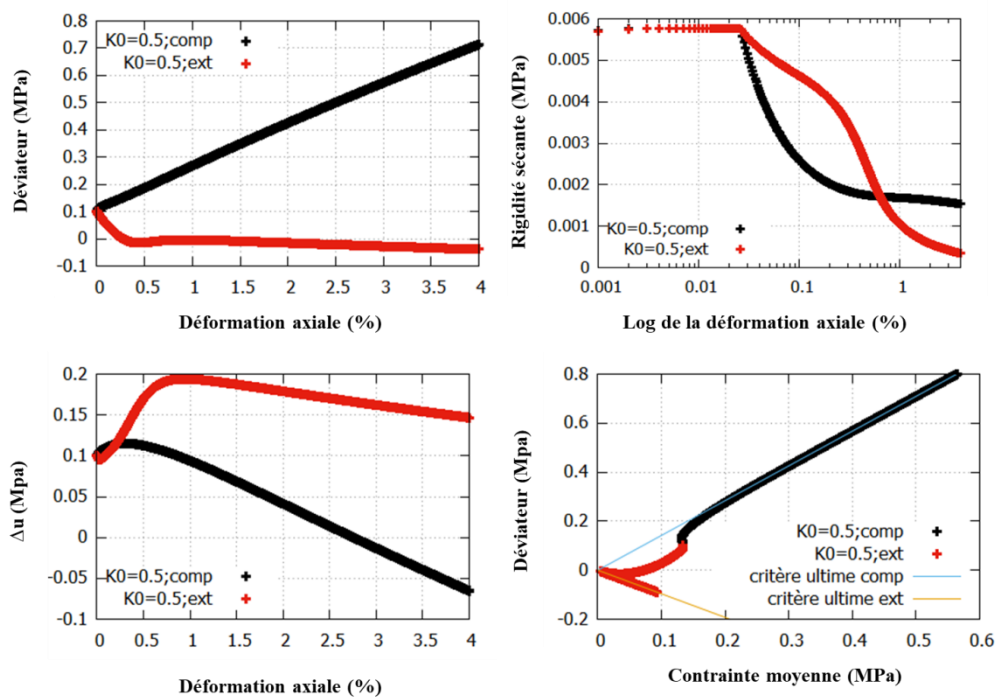 Déviateur (MPa)
0.8
0.7
0.6
0.5
0.4
0.3
0.2
0.1
0
-0.1
K0=0.5;comp
K0=0.5;ext
0 0.5 1 1.5 2 2.5 3 3.5 4
Déformation axiale (%)
Rigidité sécante (MPa)
0.006
0.005
0.004
0.003
0.002
0.001
0
K0=0.5;comp
K0=0.5;ext
0.001 0.01 0.1 1
Log de la déformation axiale (%)
Δu (Mpa)
0.2
0.15
0.1
0.05
0
-0.05
-0.1
K0=0.5;comp
K0=0.5;ext
0 0.5 1 1.5 2 2.5 3 3.5 4
Déformation axiale (%)
Déviateur (MPa)
0.8
0.6
0.4
0.2
0
-0.2
K0=0.5;comp
K0=0.5;ext
critère ultime comp
critère ultime ext
0 0.1 0.2 0.3 0.4 0.5 0.6
Contrainte moyenne (MPa)